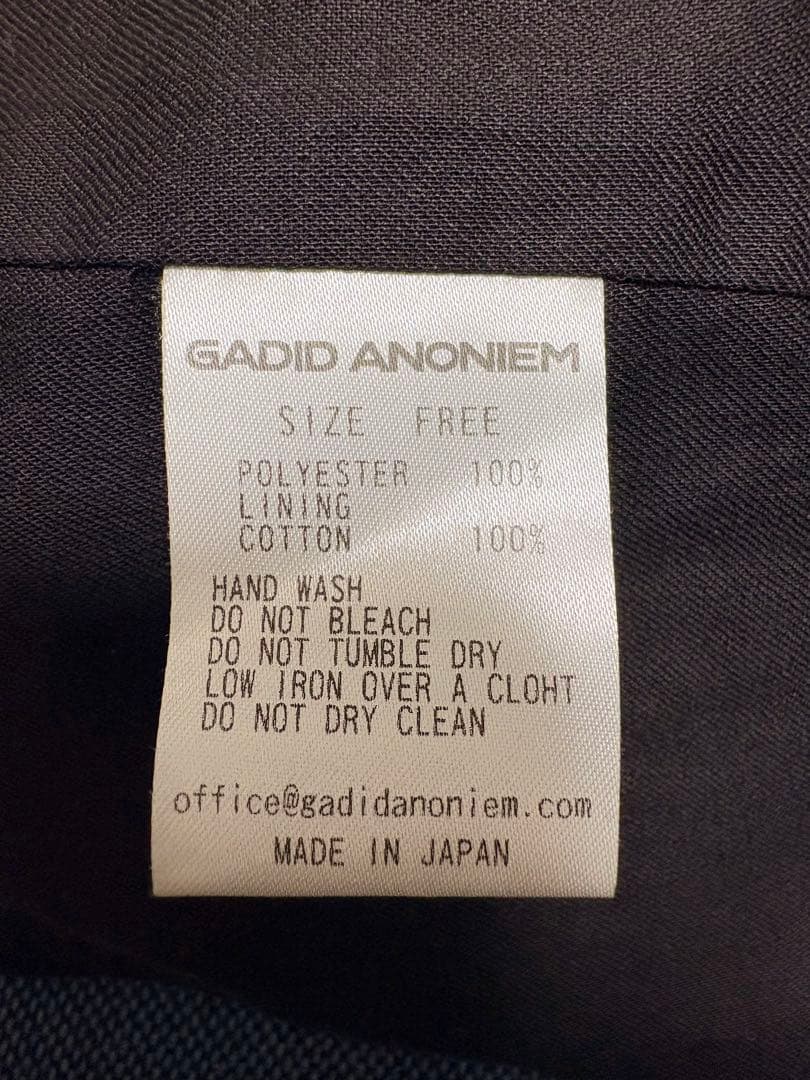 GADID ANONIEM
SIZE FREE
POLYESTER 100%
LINING
COTTON 100%
HAND WASH
DO NOT BLEACH
DO NOT TUMBLE DRY
LOW IRON OVER A CLOHT
DO NOT DRY CLEAN
office@gadidanoniem.com
MADE IN JAPAN